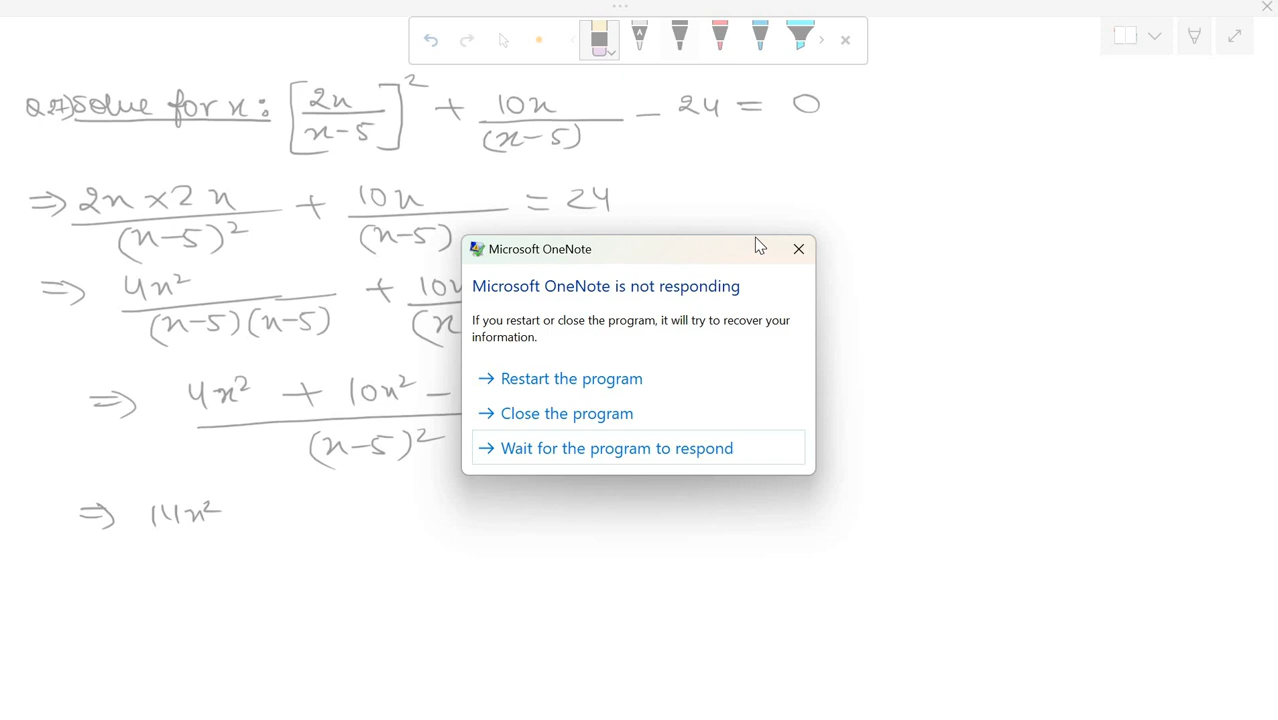 Q 27) solve for x: [2x/(x-5)]² + 10x/(x-5) - 24 = 0
⇒ 2x × 2x/(x-5)² + 10x/(x-5) = 24
Microsoft OneNote
⇒ 4x²/(x-5)(x-5) + 10x/(x
Microsoft OneNote is not responding
If you restart or close the program, it will try to recover your
information.
⇒ 4x² + 10x² -/(x-5)²
→ Restart the program
→ Close the program
→ Wait for the program to respond
⇒ 14x²